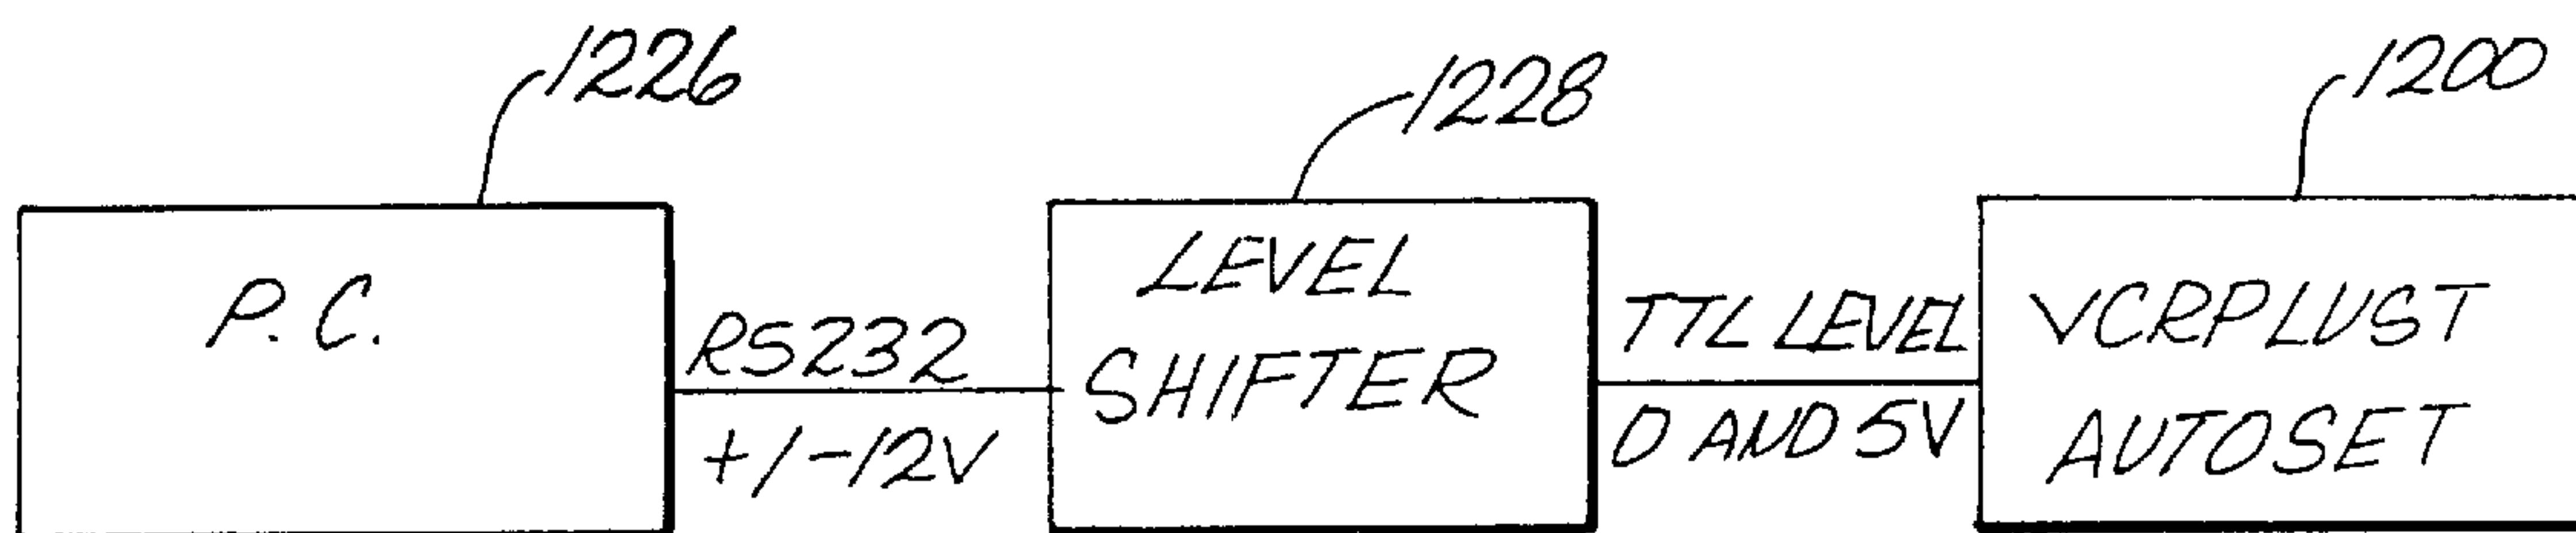 1226
1228
1200
P.C.
RS232
+/-12V
LEVEL
SHIFTER
TTL LEVEL
0 AND 5V
VCRPLUST
AUTOSET